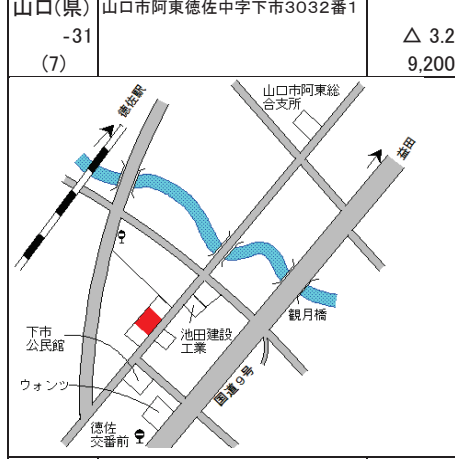 山口(県) 山口市阿東徳佐中字下市3032番1
-31
(7)
△ 3.2
9,200
徳佐駅
山口市阿東総
合支所
益田
観月橋
池田建設
工業
下市
公民館
ウォンツ
国道9号
徳佐
交番前